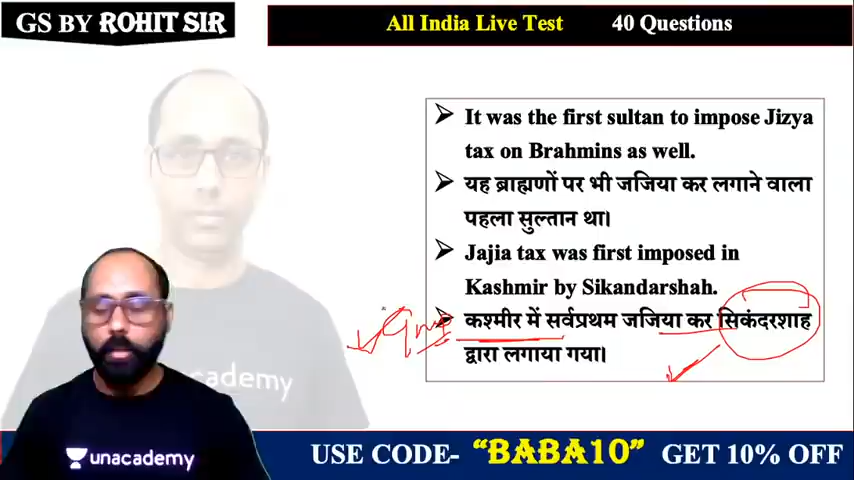 GS BY ROHIT SIR
All India Live Test 40 Questions
It was the first sultan to impose Jizya
tax on Brahmins as well.
यह ब्राह्मणों पर भी जजिया कर लगाने वाला
पहला सुल्तान था।
Jajia tax was first imposed in
Kashmir by Sikandarshah.
कश्मीर में सर्वप्रथम जजिया कर सिकंदरशाह
द्वारा लगाया गया।
unacademy
USE CODE- “BABA10” GET 10% OFF